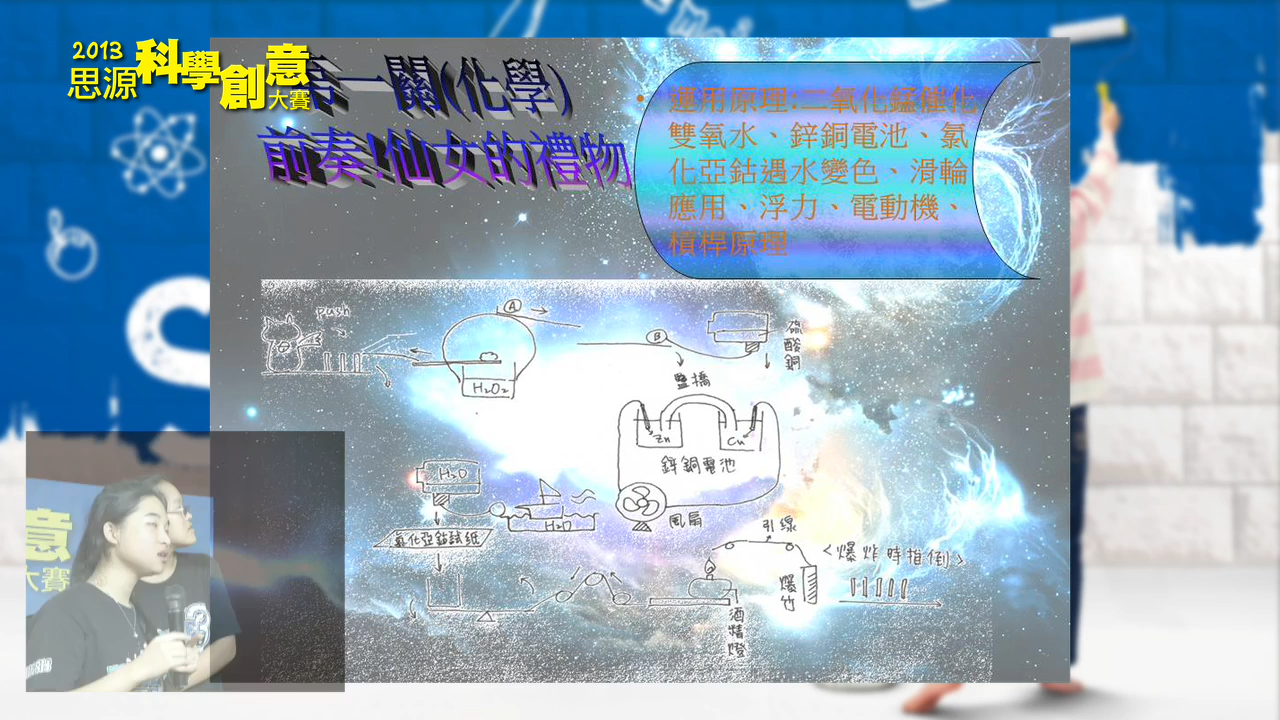 2013
思源科學創意
大賽
第一關(化學)
前奏!仙女的禮物
• 運用原理:二氧化錳催化
雙氧水、鋅銅電池、氯
化亞鈷遇水變色、滑輪
應用、浮力、電動機、
槓桿原理
push
A
B
硫酸銅
H₂O₂
鹽橋
Zn
Cu
鋅銅電池
H₂O
H₂O
風扇
氯化亞鈷試紙
引線
<爆炸時推倒>
爆竹
酒精燈
意
大賽